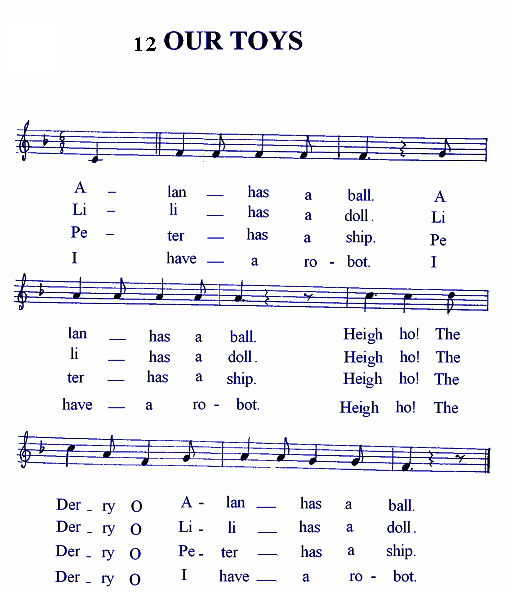 12 OUR TOYS
6
8
A - lan — has a ball. A
Li - li — has a doll. Li
Pe - ter — has a ship. Pe
I have — a ro - bot. I
lan — has a ball. Heigh ho! The
li — has a doll. Heigh ho! The
ter — has a ship. Heigh ho! The
have — a ro - bot. Heigh ho! The
Der - ry O A - lan — has a ball.
Der - ry O Li - li — has a doll.
Der - ry O Pe - ter — has a ship.
Der - ry O I have — a ro - bot.